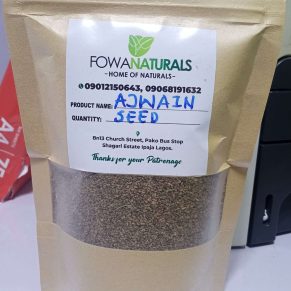 FOWANATURALS
-HOME OF NATURALS-
09012150643, 09068191632
PRODUCT NAME: AJWAIN
QUANTITY: SEED
Bn13 Church Street, Pako Bus Stop
Shagari Estate Ipaja Lagos.
Thanks for your Patronage